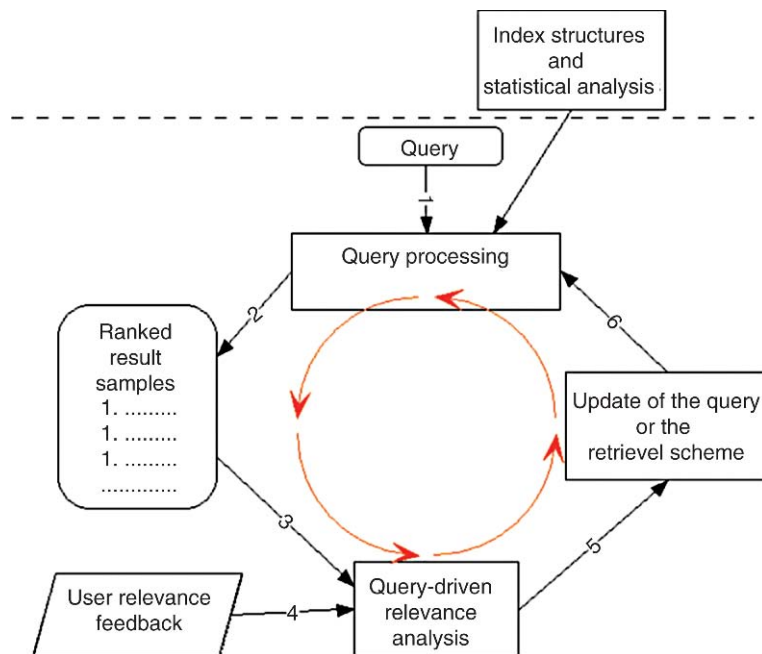 Index structures
and
statistical analysis
Query
1
Query processing
2
Ranked
result
samples
1. .........
1. .........
1. .........
.............
6
Update of the query
or the
retrievel scheme
3
5
User relevance
feedback
4
Query-driven
relevance
analysis